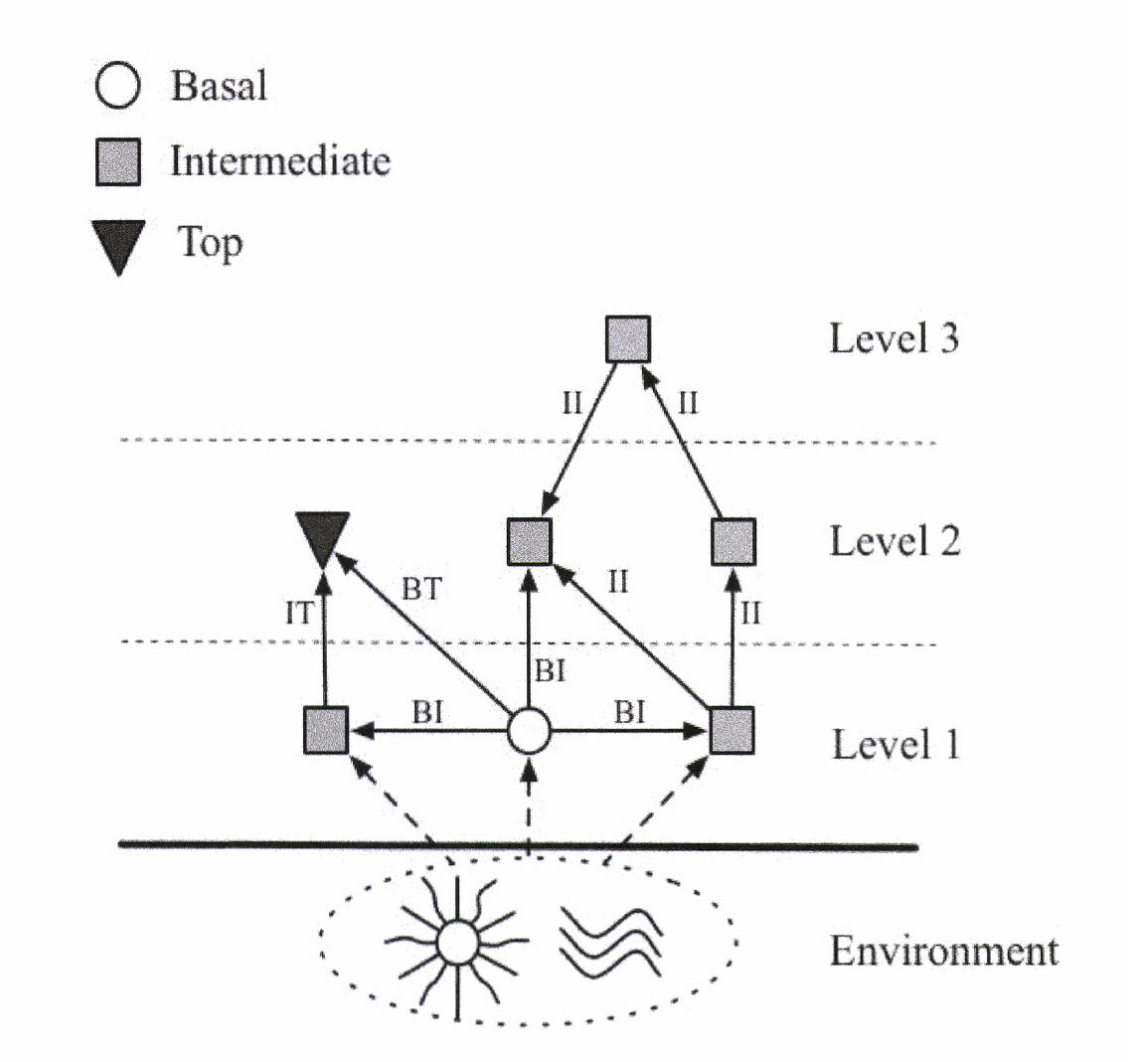 Basal
Intermediate
Top
Level 3
II
II
Level 2
BT
II
IT
II
BI
BI
BI
Level 1
Environment